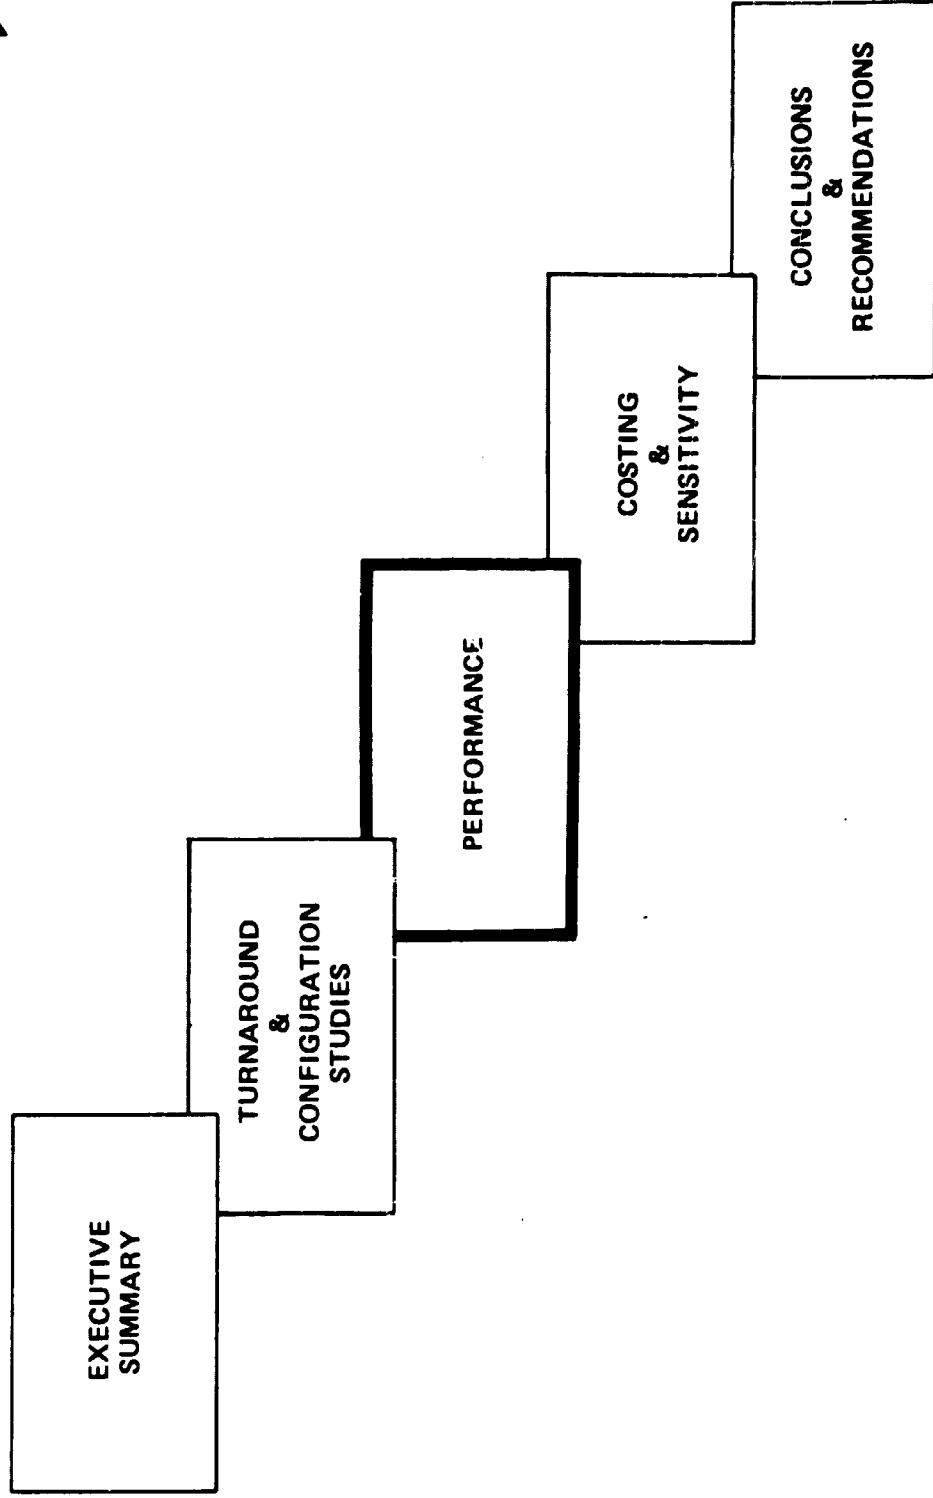 EXECUTIVE
SUMMARY
TURNAROUND
&
CONFIGURATION
STUDIES
PERFORMANCE
COSTING
&
SENSITIVITY
CONCLUSIONS
&
RECOMMENDATIONS